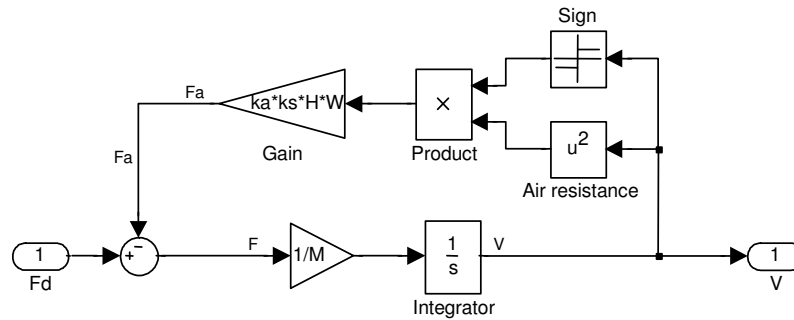 Sign
Fa
ka*ks*H*W
×
Gain
Product
u²
Fa
Air resistance
1
+
−
F
1/M
1
s
V
1
Fd
V
Integrator